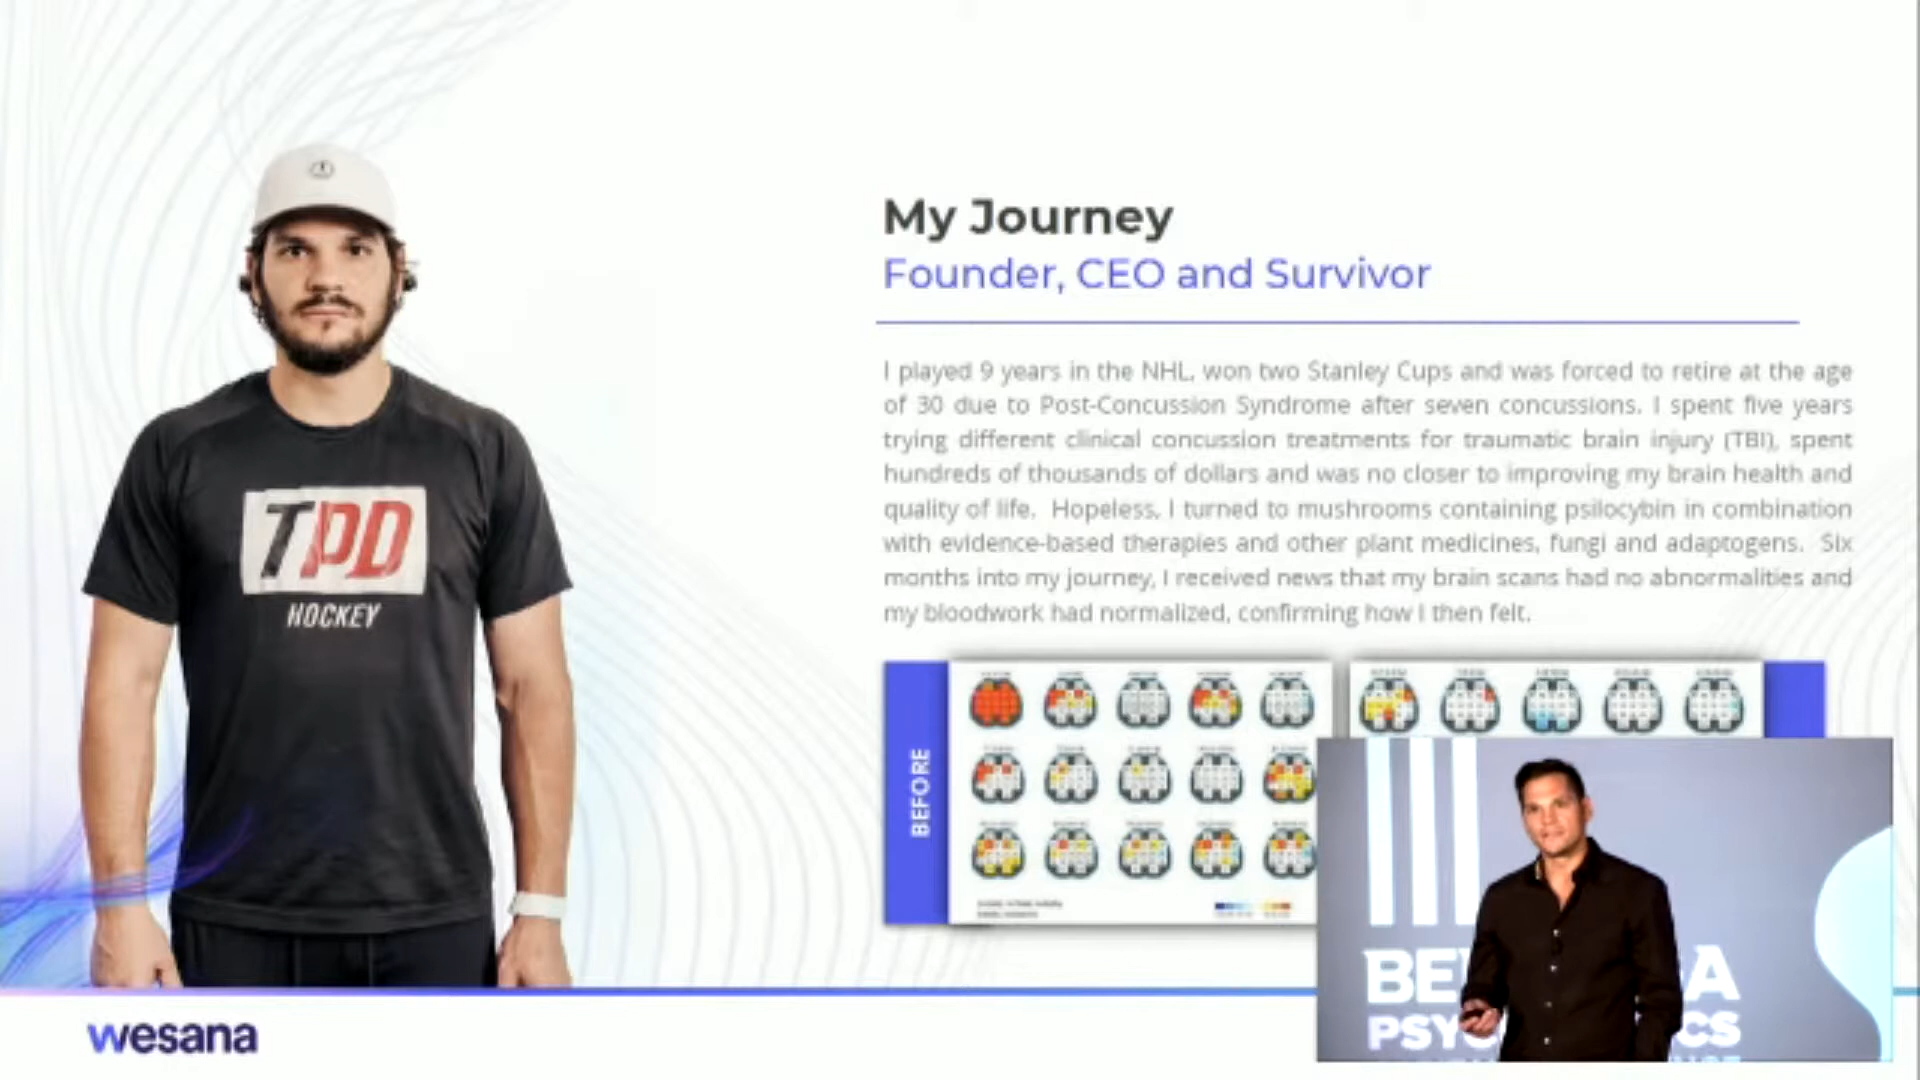 My Journey
Founder, CEO and Survivor
I played 9 years in the NHL, won two Stanley Cups and was forced to retire at the age
of 30 due to Post-Concussion Syndrome after seven concussions. I spent five years
trying different clinical concussion treatments for traumatic brain injury (TBI), spent
hundreds of thousands of dollars and was no closer to improving my brain health and
quality of life. Hopeless, I turned to mushrooms containing psilocybin in combination
with evidence-based therapies and other plant medicines, fungi and adaptogens. Six
months into my journey, I received news that my brain scans had no abnormalities and
my bloodwork had normalized, confirming how I then felt.
TPD
HOCKEY
BEFORE
wesana